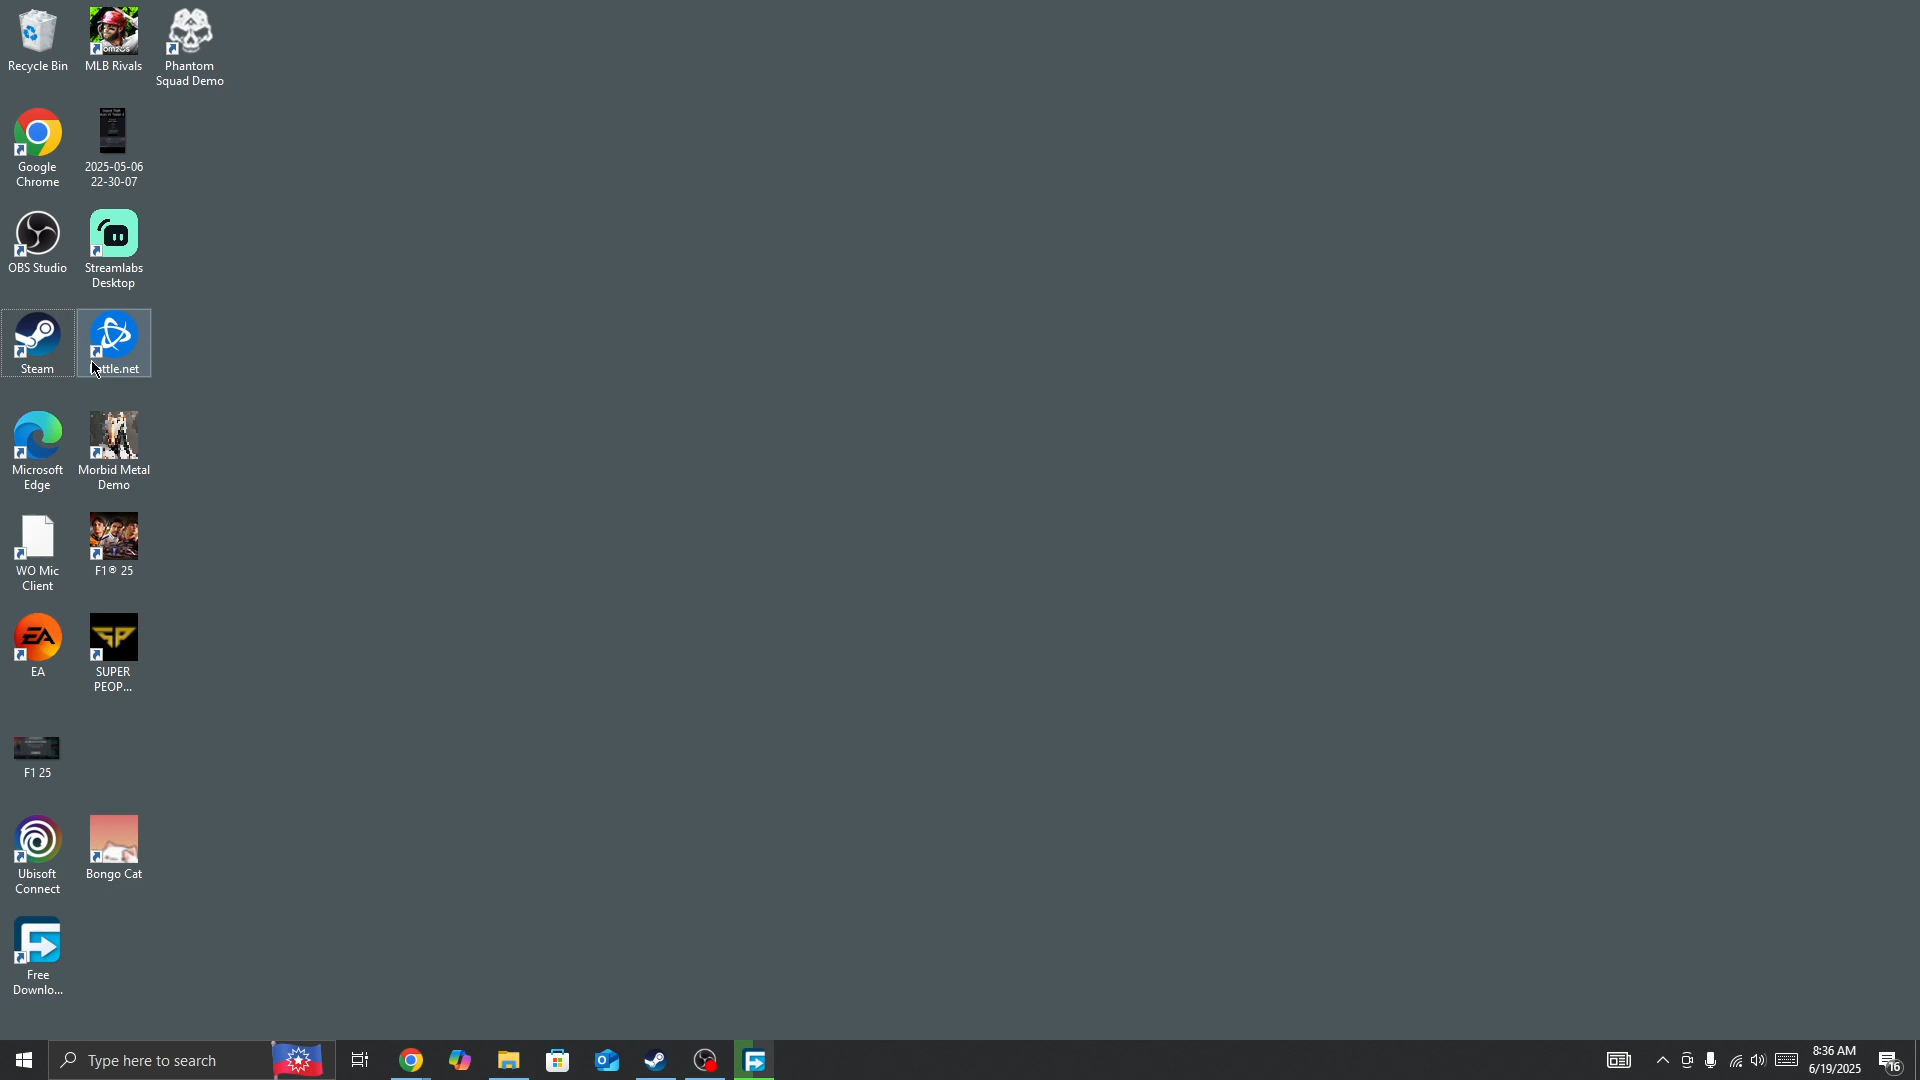 Recycle Bin
MLB Rivals
Phantom
Squad Demo
Google
Chrome
2025-05-06
22-30-07
OBS Studio
Streamlabs
Desktop
Steam
attle.net
Microsoft
Edge
Morbid Metal
Demo
WO Mic
Client
F1® 25
EA
SUPER
PEOP...
F1 25
Ubisoft
Connect
Bongo Cat
Free
Downlo...
Type here to search
8:36 AM
6/19/2025
16